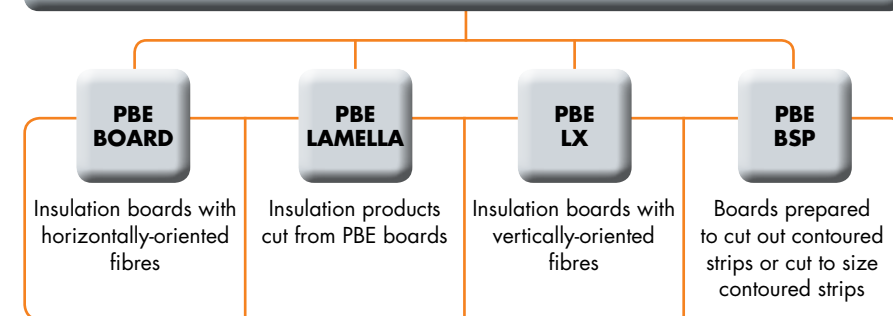 PBE
BOARD
Insulation boards with
horizontally-oriented
fibres
PBE
LAMELLA
Insulation products
cut from PBE boards
PBE
LX
Insulation boards with
vertically-oriented
fibres
PBE
BSP
Boards prepared
to cut out contoured
strips or cut to size
contoured strips